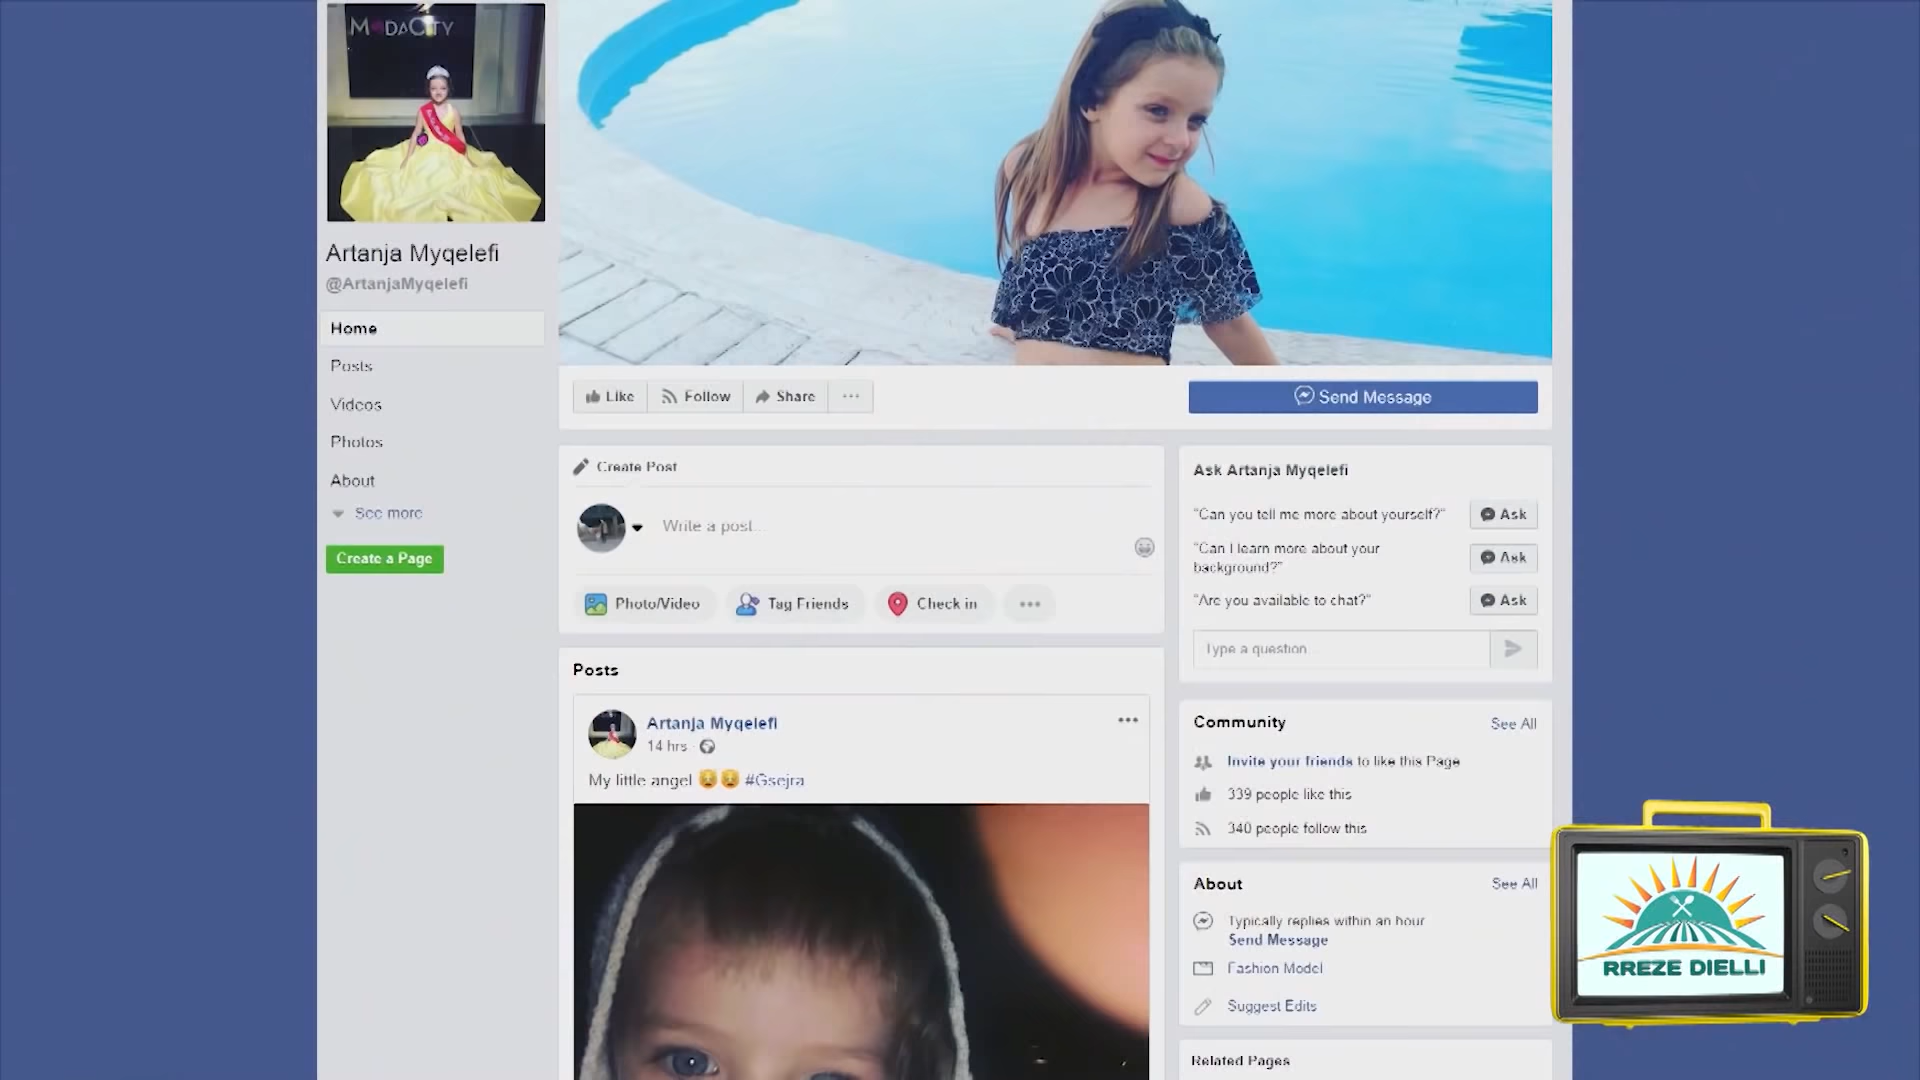 MODACITY
Artanja Myqelefi
@ArtanjaMyqelefi
Home
Posts
Videos
Photos
About
See more
Create a Page
Like
Follow
Share
Send Message
Create Post
Write a post...
Photo/Video
Tag Friends
Check in
Posts
Artanja Myqelefi
14 hrs
My little angel #Gsejra
Ask Artanja Myqelefi
"Can you tell me more about yourself?"
Ask
"Can I learn more about your
background?"
Ask
"Are you available to chat?"
Ask
Type a question...
Community
See All
Invite your friends to like this Page
339 people like this
340 people follow this
About
See All
Typically replies within an hour
Send Message
Fashion Model
Suggest Edits
Related Pages
RREZE DIELLI